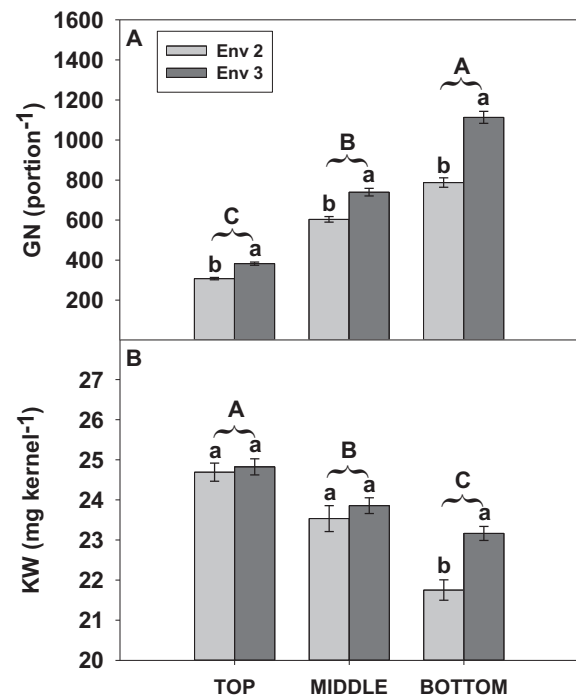 1600
A
Env 2
Env 3
1400
1200
1000
800
600
400
200
GN (portion-1)
C
b
a
B
b
a
A
b
a
B
27
26
25
24
23
22
21
20
KW (mg kernel-1)
A
a
a
B
a
a
C
b
a
TOP MIDDLE BOTTOM